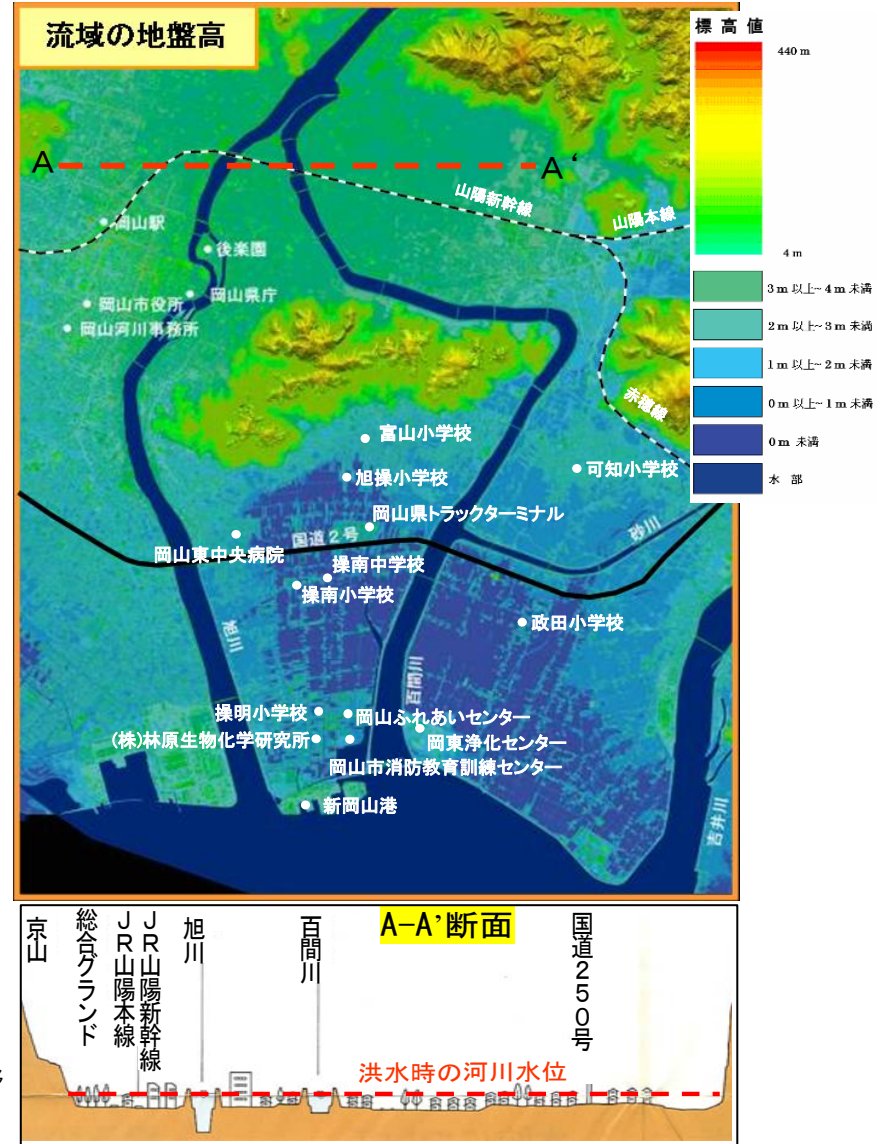 流域の地盤高
標高値
440 m
4 m
3 m 以上~ 4 m 未満
2 m 以上~ 3 m 未満
1 m 以上~ 2 m 未満
0 m 以上~ 1 m 未満
0 m 未満
水 部
A
A'
山陽新幹線
山陽本線
岡山駅
後楽園
岡山県庁
岡山市役所
岡山河川事務所
赤穂線
富山小学校
可知小学校
旭操小学校
岡山県トラックターミナル
国道2号
砂川
岡山東中央病院
操南中学校
操南小学校
政田小学校
旭川
百間川
操明小学校
岡山ふれあいセンター
(株)林原生物化学研究所
岡東浄化センター
岡山市消防教育訓練センター
新岡山港
吉井川
A-A'断面
京山
総合グランド
JR山陽本線
JR山陽新幹線
旭川
百間川
国道250号
洪水時の河川水位